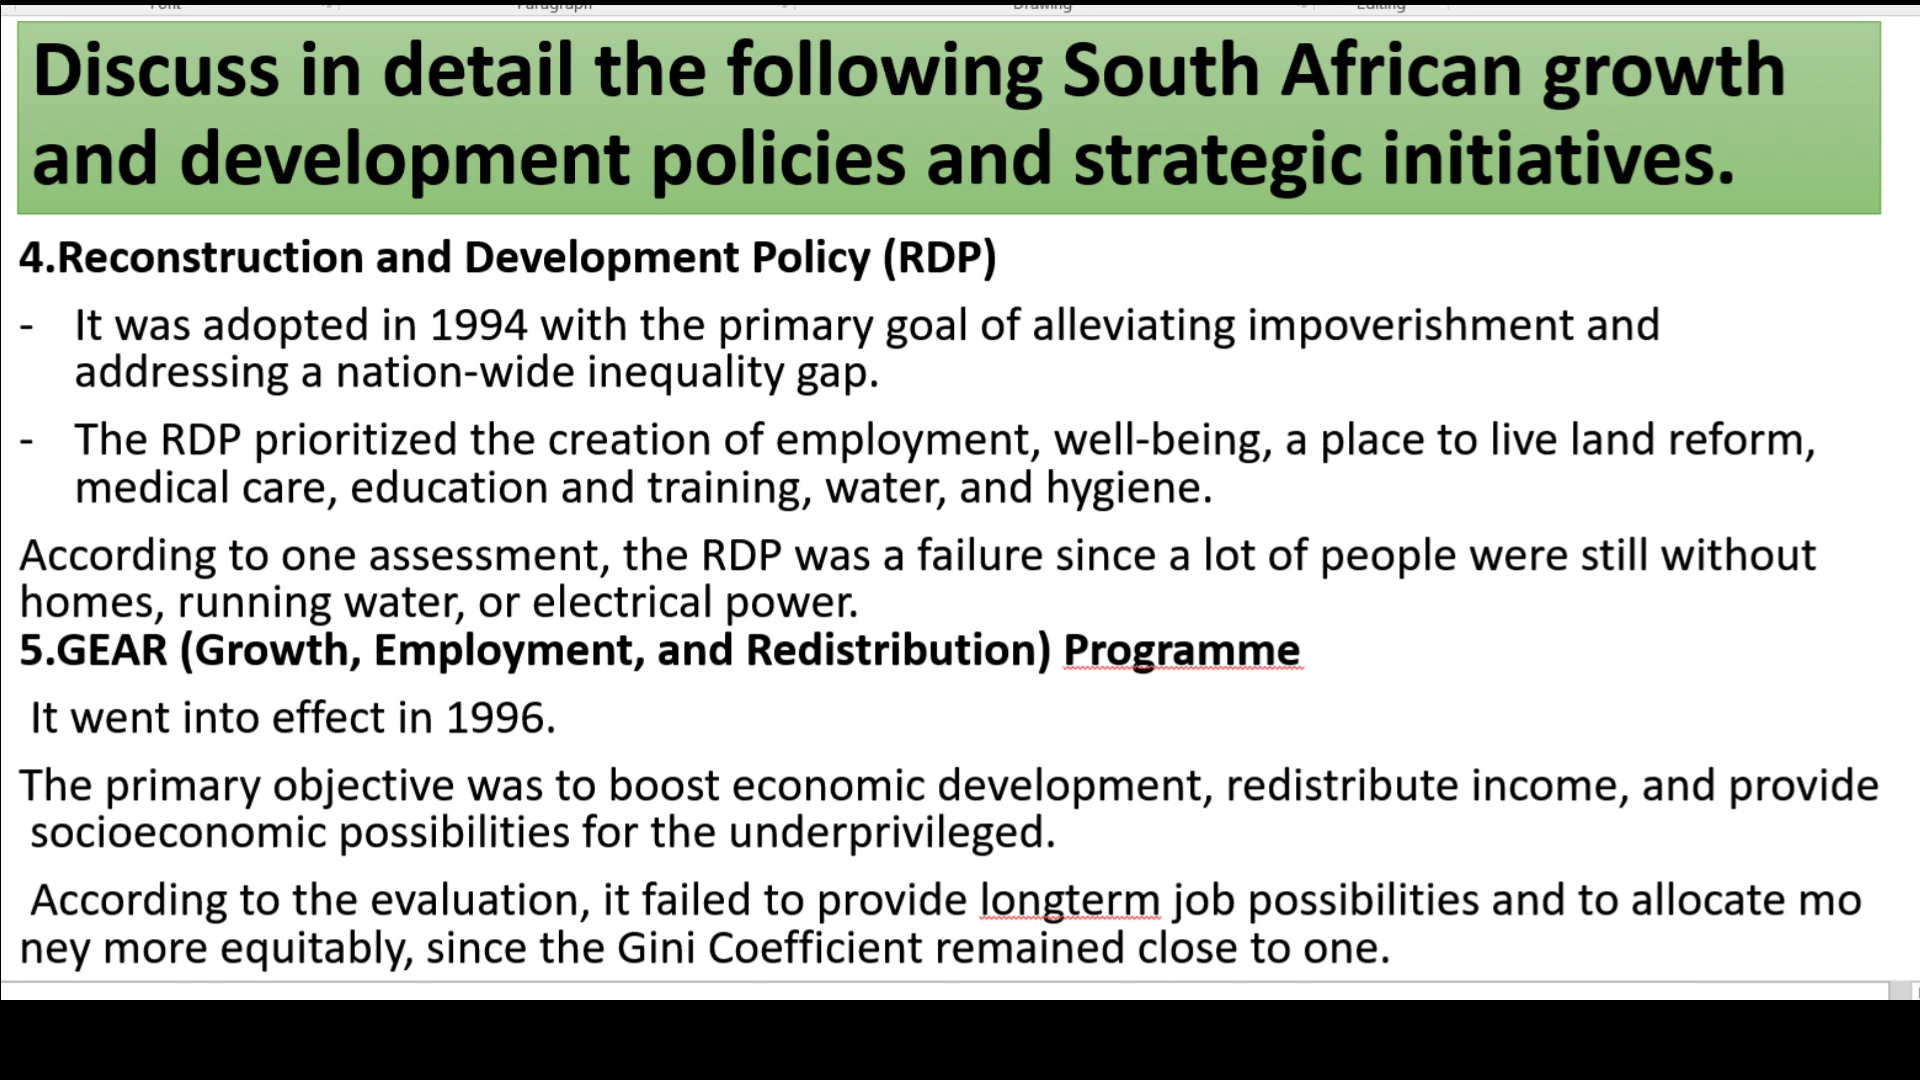 Discuss in detail the following South African growth
and development policies and strategic initiatives.
4.Reconstruction and Development Policy (RDP)
- It was adopted in 1994 with the primary goal of alleviating impoverishment and
addressing a nation-wide inequality gap.
- The RDP prioritized the creation of employment, well-being, a place to live land reform,
medical care, education and training, water, and hygiene.
According to one assessment, the RDP was a failure since a lot of people were still without
homes, running water, or electrical power.
5.GEAR (Growth, Employment, and Redistribution) Programme
It went into effect in 1996.
The primary objective was to boost economic development, redistribute income, and provide
socioeconomic possibilities for the underprivileged.
According to the evaluation, it failed to provide longterm job possibilities and to allocate mo
ney more equitably, since the Gini Coefficient remained close to one.